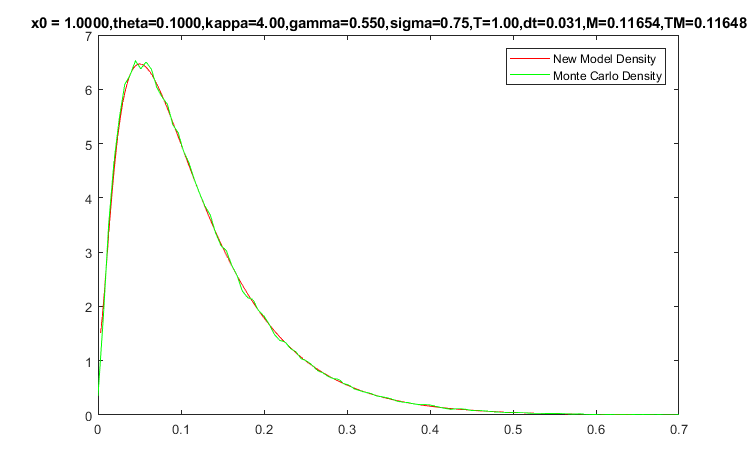 x0 = 1.0000,theta=0.1000,kappa=4.00,gamma=0.550,sigma=0.75,T=1.00,dt=0.031,M=0.11654,TM=0.11648
7
New Model Density
Monte Carlo Density
6
5
4
3
2
1
0
0 0.1 0.2 0.3 0.4 0.5 0.6 0.7